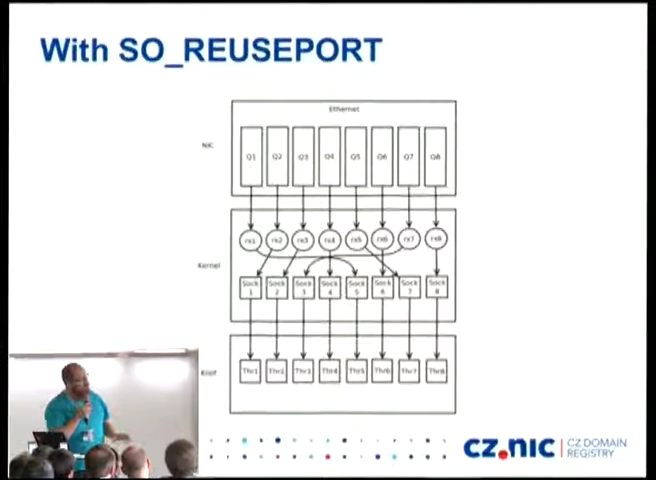 With SO_REUSEPORT
Ethernet
NIC
Q1 Q2 Q3 Q4 Q5 Q6 Q7 Q8
rx1 rx2 rx3 rx4 rx5 rx6 rx7 rx8
Kernel
Sock 1 Sock 2 Sock 3 Sock 4 Sock 5 Sock 6 Sock 7 Sock 8
Knot
Thr1 Thr2 Thr3 Thr4 Thr5 Thr6 Thr7 Thr8
CZ.NIC
CZ DOMAIN
REGISTRY